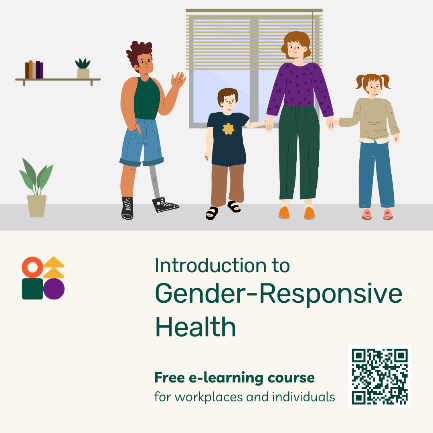 Introduction to
Gender-Responsive
Health
Free e-learning course
for workplaces and individuals